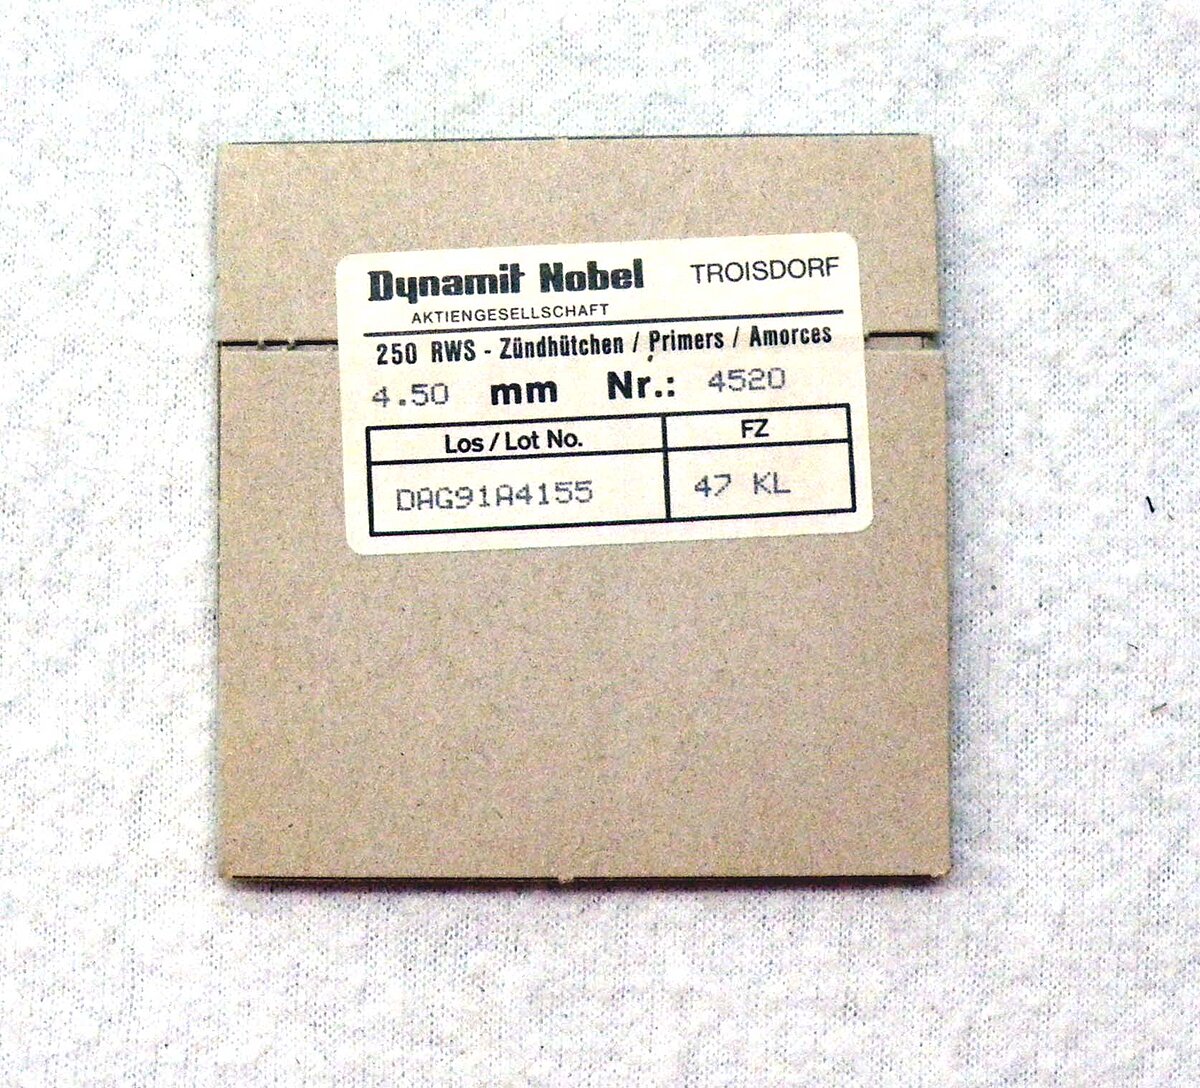 Dynamit Nobel TROISDORF
AKTIENGESELLSCHAFT
250 RWS - Zündhütchen / Primers / Amorces
4.50 mm Nr.: 4520
Los / Lot No. FZ
DAG91A4155 47 KL